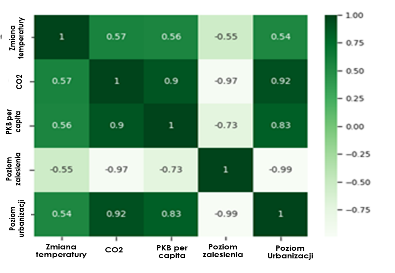 Zmiana
temperatury
1
0.57
0.56
-0.55
0.54
1.00
0.75
0.50
0.25
0.00
−0.25
−0.50
−0.75
CO2
0.57
1
0.9
-0.97
0.92
PKB per
capita
0.56
0.9
1
-0.73
0.83
Poziom
zalesienia
-0.55
-0.97
-0.73
1
-0.99
Poziom
urbanizacji
0.54
0.92
0.83
-0.99
1
Zmiana
temperatury
CO2
PKB per
capita
Poziom
zalesienia
Poziom
Urbanizacji